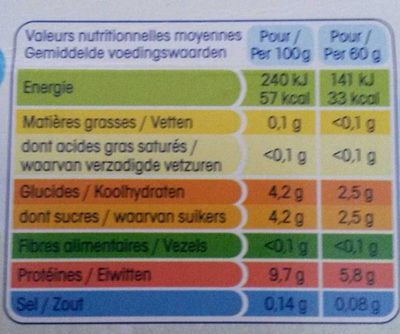 Valeurs nutritionnelles moyennes Pour / Pour /
Gemiddelde voedingswaarden Per 100g Per 60 g
Energie 240 kJ 141 kJ
57 kcal 33 kcal
Matières grasses / Vetten 0,1 g <0,1 g
dont acides gras saturés /
waarvan verzadigde vetzuren <0,1 g <0,1 g
Glucides / Koolhydraten 4,2 g 2,5 g
dont sucres / waarvan suikers 4,2 g 2,5 g
Fibres alimentaires / Vezels <0,1 g <0,1 g
Protéines / Eiwitten 9,7 g 5,8 g
Sel / Zout 0,14 g 0,08 g